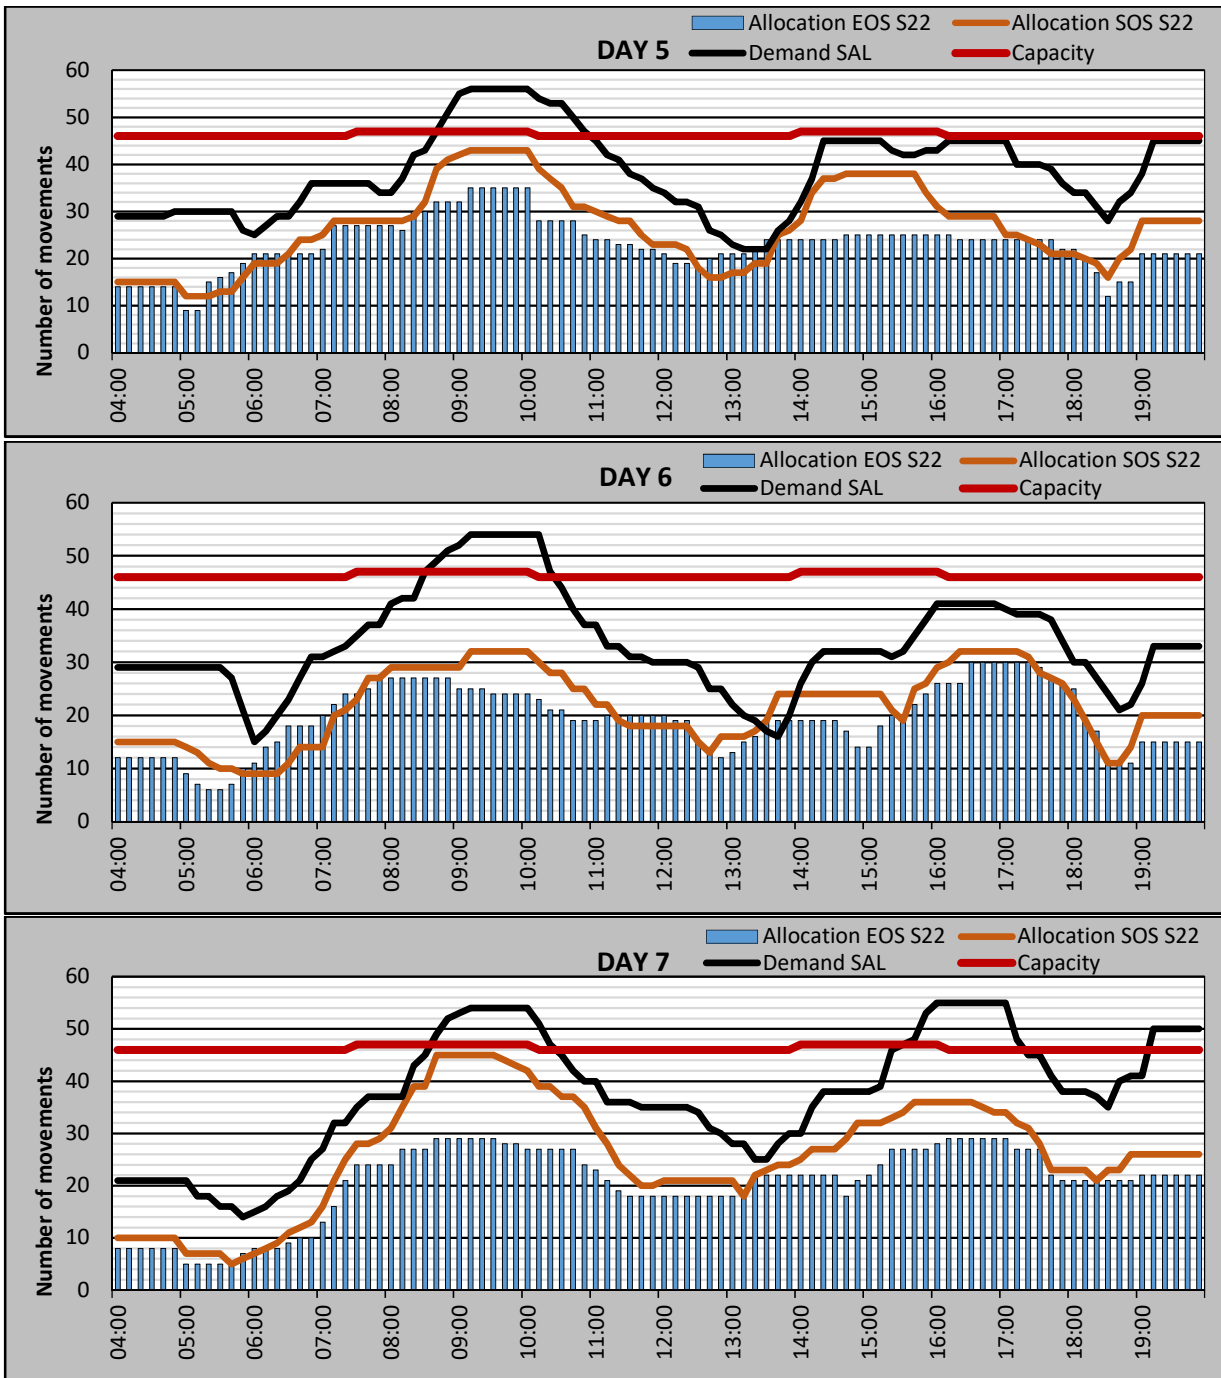 Allocation EOS S22 Allocation SOS S22
DAY 5 Demand SAL Capacity
Number of movements
60
50
40
30
20
10
0
04:00 05:00 06:00 07:00 08:00 09:00 10:00 11:00 12:00 13:00 14:00 15:00 16:00 17:00 18:00 19:00
Allocation EOS S22 Allocation SOS S22
DAY 6 Demand SAL Capacity
Number of movements
60
50
40
30
20
10
0
04:00 05:00 06:00 07:00 08:00 09:00 10:00 11:00 12:00 13:00 14:00 15:00 16:00 17:00 18:00 19:00
Allocation EOS S22 Allocation SOS S22
DAY 7 Demand SAL Capacity
Number of movements
60
50
40
30
20
10
0
04:00 05:00 06:00 07:00 08:00 09:00 10:00 11:00 12:00 13:00 14:00 15:00 16:00 17:00 18:00 19:00